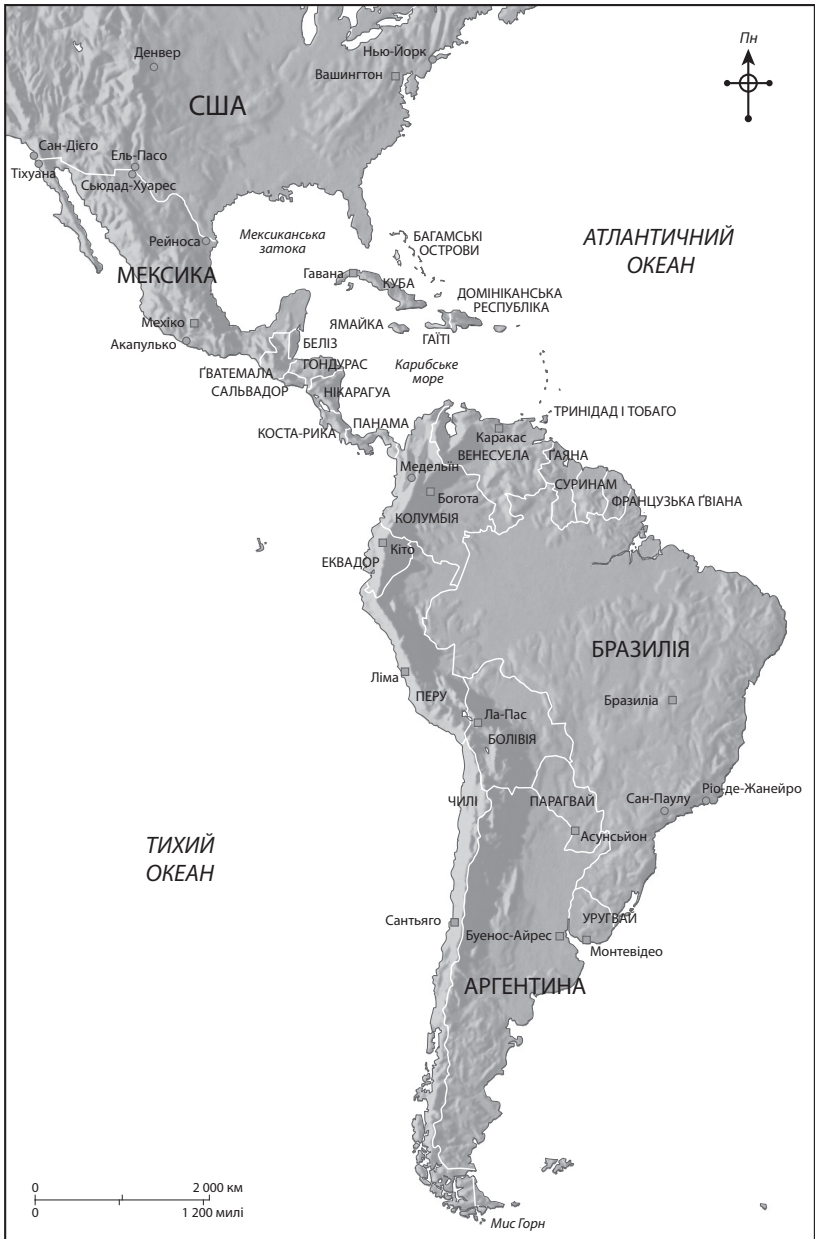 Денвер
Нью-Йорк
Вашингтон
Пн
США
Сан-Дієго
Ель-Пасо
Тіхуана
Сьюдад-Хуарес
Рейноса
Мексиканська
затока
БАГАМСЬКІ
ОСТРОВИ
АТЛАНТИЧНИЙ
ОКЕАН
МЕКСИКА
Гавана
КУБА
ДОМІНІКАНСЬКА
РЕСПУБЛІКА
Мехіко
ЯМАЙКА
ГАЇТІ
Акапулько
БЕЛІЗ
ҐВАТЕМАЛА
ГОНДУРАС
Карибське
море
САЛЬВАДОР
НІКАРАГУА
ТРИНІДАД І ТОБАГО
КОСТА-РИКА
ПАНАМА
Каракас
ВЕНЕСУЕЛА
ҐАЯНА
Медельїн
СУРИНАМ
Богота
ФРАНЦУЗЬКА ҐВІАНА
КОЛУМБІЯ
Кіто
ЕКВАДОР
БРАЗИЛІЯ
Ліма
ПЕРУ
Бразиліа
Ла-Пас
БОЛІВІЯ
ЧИЛІ
ПАРАГВАЙ
Сан-Паулу
Ріо-де-Жанейро
Асунсьйон
ТИХИЙ
ОКЕАН
Сантьяго
УРУГВАЙ
Буенос-Айрес
Монтевідео
АРГЕНТИНА
0 2 000 км
0 1 200 милі
Мис Горн